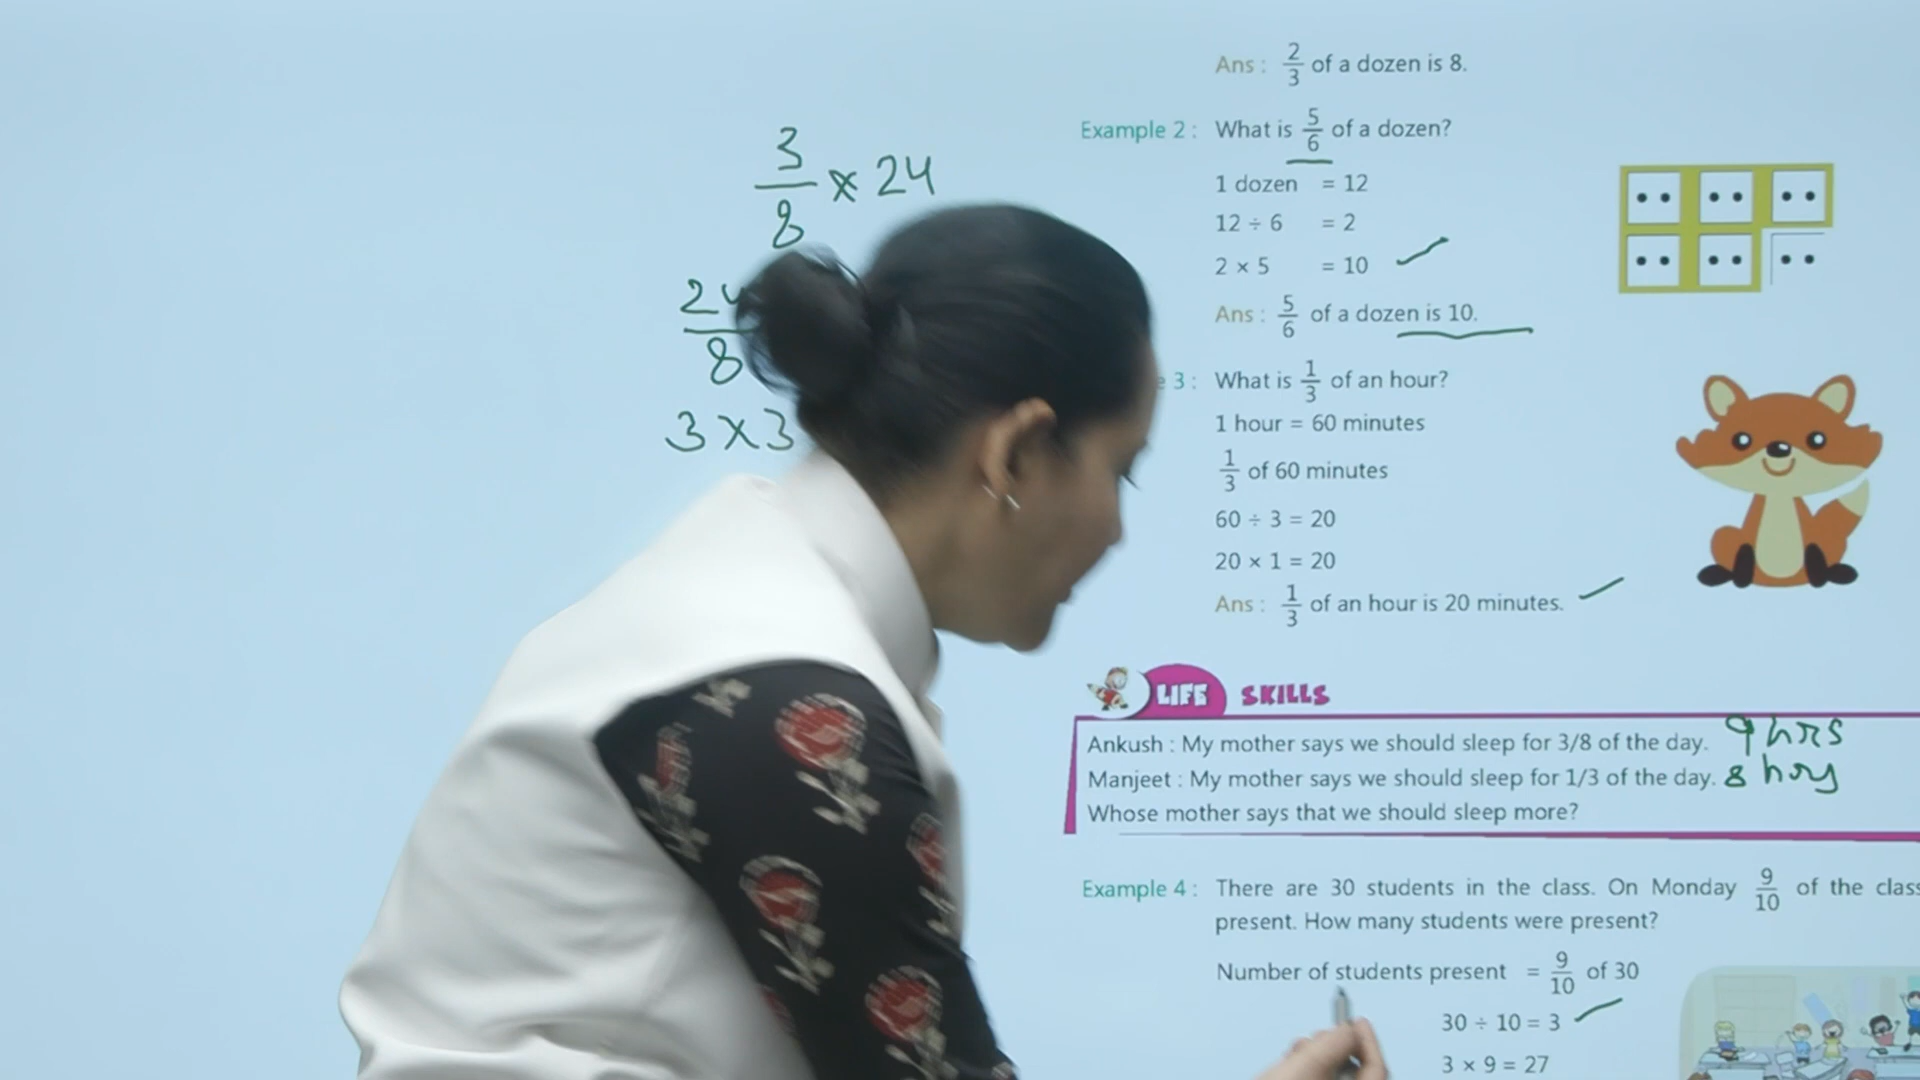 3/8 × 24
24
8
3 × 3
Ans : 2/3 of a dozen is 8.
Example 2 : What is 5/6 of a dozen?
1 dozen = 12
12 ÷ 6 = 2
2 × 5 = 10
Ans : 5/6 of a dozen is 10.
e 3 : What is 1/3 of an hour?
1 hour = 60 minutes
1/3 of 60 minutes
60 ÷ 3 = 20
20 × 1 = 20
Ans : 1/3 of an hour is 20 minutes.
LIFE SKILLS
Ankush : My mother says we should sleep for 3/8 of the day. 9 hrs
Manjeet : My mother says we should sleep for 1/3 of the day. 8 hrs
Whose mother says that we should sleep more?
Example 4 : There are 30 students in the class. On Monday 9/10 of the class
present. How many students were present?
Number of students present = 9/10 of 30
30 ÷ 10 = 3
3 × 9 = 27